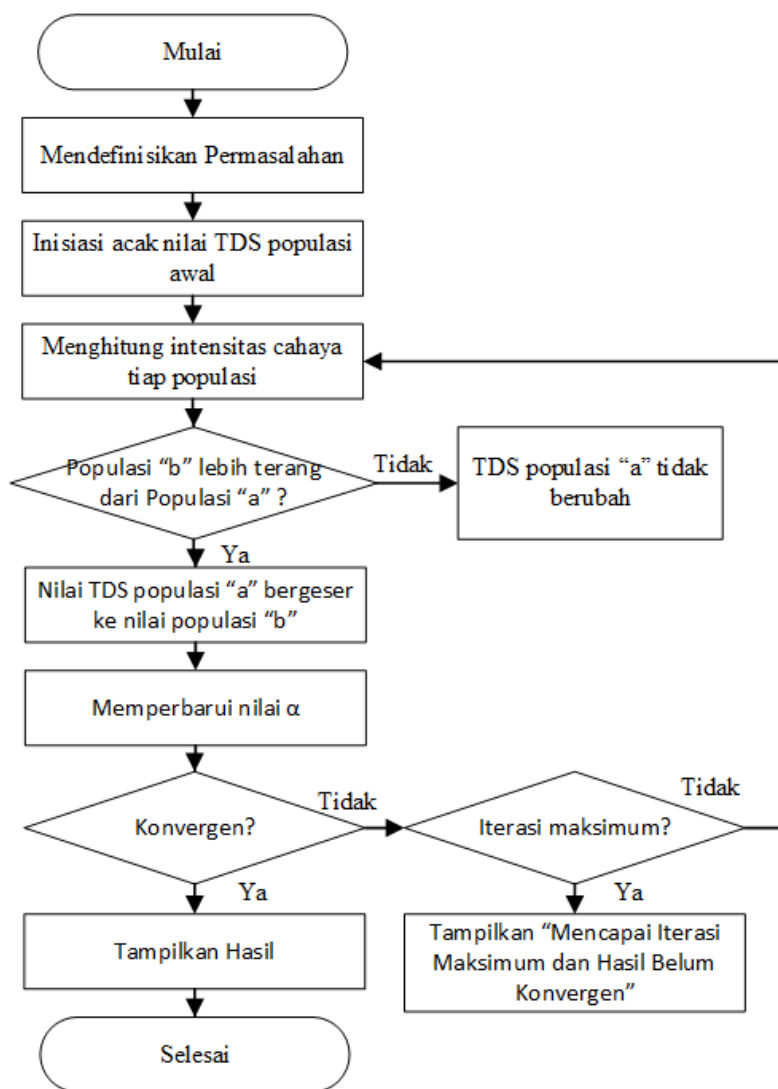 Mulai
Mendefinisikan Permasalahan
Inisiasi acak nilai TDS populasi
awal
Menghitung intensitas cahaya
tiap populasi
Populasi “b” lebih terang
dari Populasi “a” ?
Tidak
TDS populasi “a” tidak
berubah
Ya
Nilai TDS populasi “a” bergeser
ke nilai populasi “b”
Memperbarui nilai α
Konvergen?
Tidak
Iterasi maksimum?
Tidak
Ya
Ya
Tampilkan Hasil
Tampilkan “Mencapai Iterasi
Maksimum dan Hasil Belum
Konvergen”
Selesai